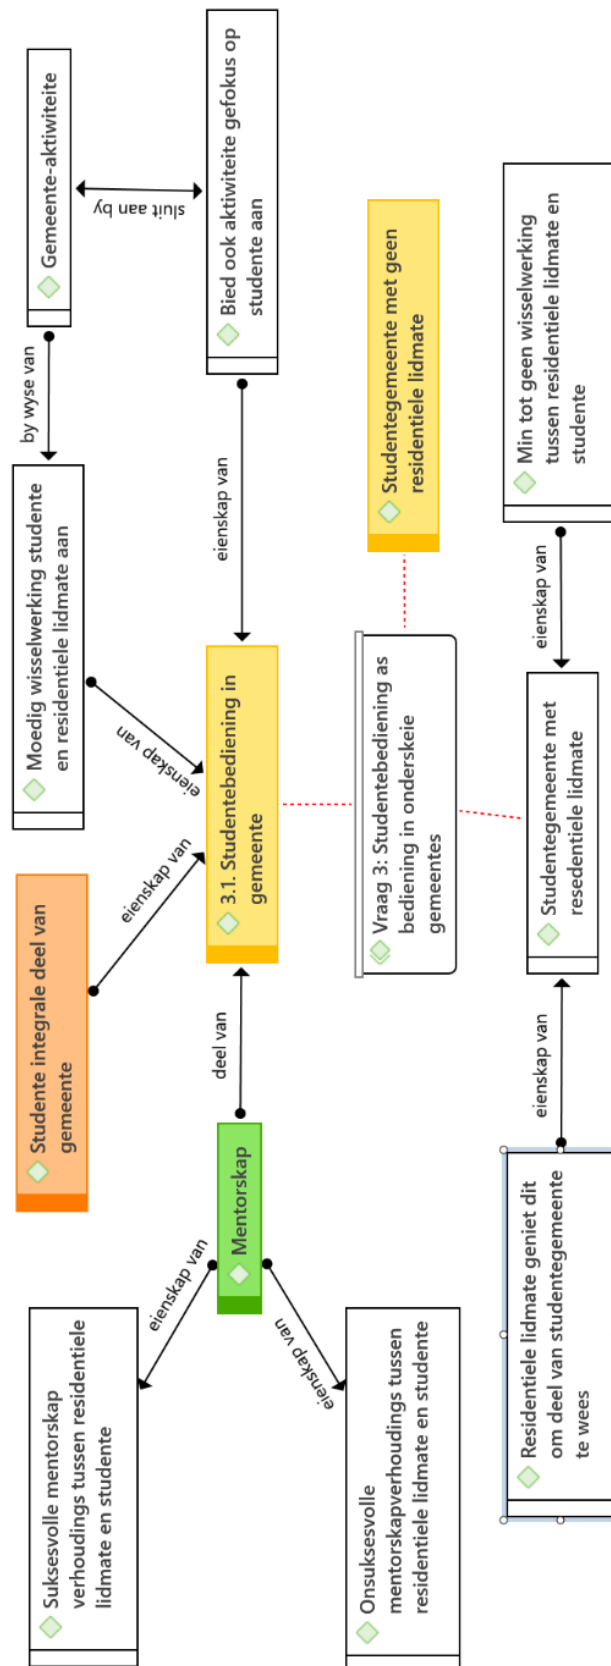 Suksesvolle mentorskap
verhoudings tussen residentiele
lidmate en studente
Studente integrale deel van
gemeente
Moedig wisselwerking studente
en residentiele lidmate aan
by wyse van
Gemeente-aktiwiteite
eienskap van
eienskap van
eienskap van
sluit aan by
Mentorskap
deel van
3.1. Studentebediening in
gemeente
eienskap van
Bied ook aktiwiteite gefokus op
studente aan
eienskap van
Onsuksesvolle
mentorskapverhoudings tussen
residentiele lidmate en studente
Vraag 3: Studentebediening as
bediening in onderskeie
gemeentes
Studentegemeente met geen
residentiele lidmate
Residentiele lidmate geniet dit
om deel van studentegemeente
te wees
eienskap van
Studentegemeente met
resedentiele lidmate
eienskap van
Min tot geen wisselwerking
tussen residentiele lidmate en
studente